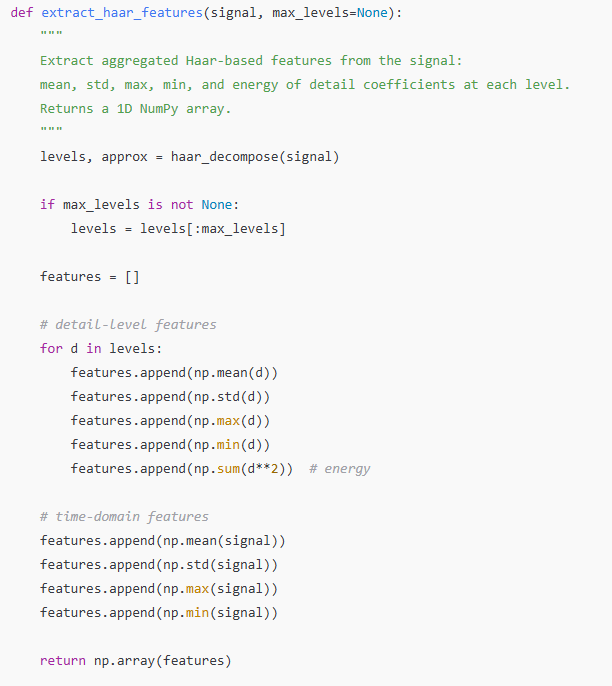 def extract_haar_features(signal, max_levels=None):
    """
    Extract aggregated Haar-based features from the signal:
    mean, std, max, min, and energy of detail coefficients at each level.
    Returns a 1D NumPy array.
    """
    levels, approx = haar_decompose(signal)

    if max_levels is not None:
        levels = levels[:max_levels]

    features = []

    # detail-level features
    for d in levels:
        features.append(np.mean(d))
        features.append(np.std(d))
        features.append(np.max(d))
        features.append(np.min(d))
        features.append(np.sum(d**2))  # energy

    # time-domain features
    features.append(np.mean(signal))
    features.append(np.std(signal))
    features.append(np.max(signal))
    features.append(np.min(signal))

    return np.array(features)